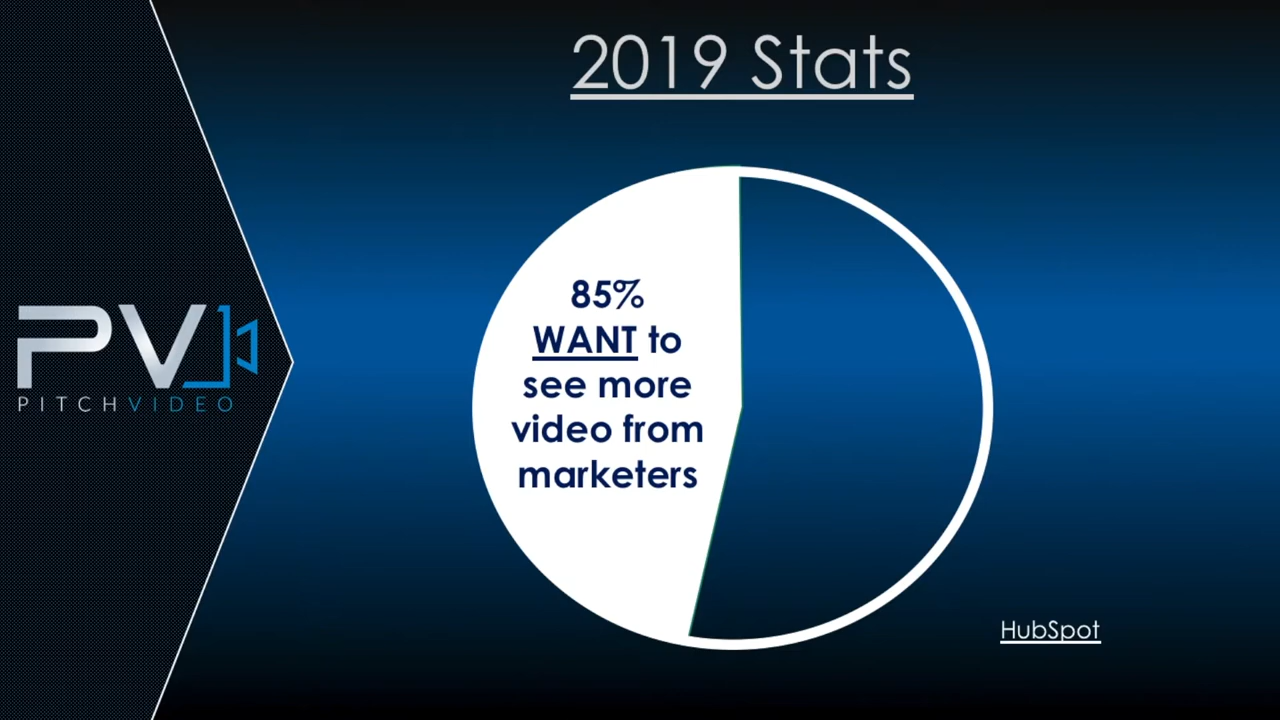 2019 Stats
85%
WANT to
see more
video from
marketers
PV
PITCHVIDEO
HubSpot